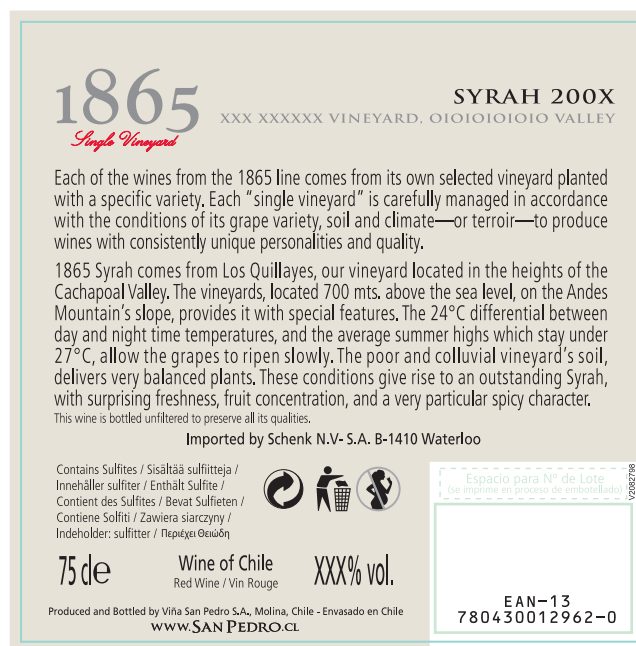 1865
Single Vineyard
SYRAH 200X
XXX XXXXXX VINEYARD, OIOIOIOIOIO VALLEY
Each of the wines from the 1865 line comes from its own selected vineyard planted
with a specific variety. Each “single vineyard” is carefully managed in accordance
with the conditions of its grape variety, soil and climate—or terroir—to produce
wines with consistently unique personalities and quality.
1865 Syrah comes from Los Quillayes, our vineyard located in the heights of the
Cachapoal Valley. The vineyards, located 700 mts. above the sea level, on the Andes
Mountain’s slope, provides it with special features. The 24°C differential between
day and night time temperatures, and the average summer highs which stay under
27°C, allow the grapes to ripen slowly. The poor and colluvial vineyard’s soil,
delivers very balanced plants. These conditions give rise to an outstanding Syrah,
with surprising freshness, fruit concentration, and a very particular spicy character.
This wine is bottled unfiltered to preserve all its qualities.
Imported by Schenk N.V- S.A. B-1410 Waterloo
Contains Sulfites / Sisältää sulfiitteja /
Innehåller sulfiter / Enthält Sulfite /
Contient des Sulfites / Bevat Sulfieten /
Contiene Solfiti / Zawiera siarczyny /
Indeholder: sulfitter / Περιέχει Θειώδη
75 cle
Wine of Chile
Red Wine / Vin Rouge
XXX% vol.
Produced and Bottled by Viña San Pedro S.A., Molina, Chile - Envasado en Chile
WWW.SAN PEDRO.CL
Espacio para Nº de Lote
(se imprime en proceso de embotellado)
V2082798
EAN-13
780430012962-0